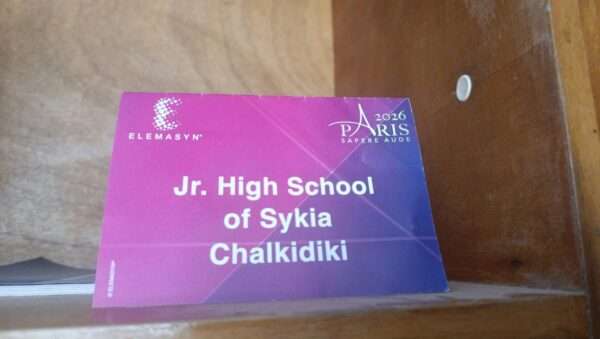 ELEMASYN®
2026
PARIS
SAPERE AUDE
Jr. High School
of Sykia
Chalkidiki